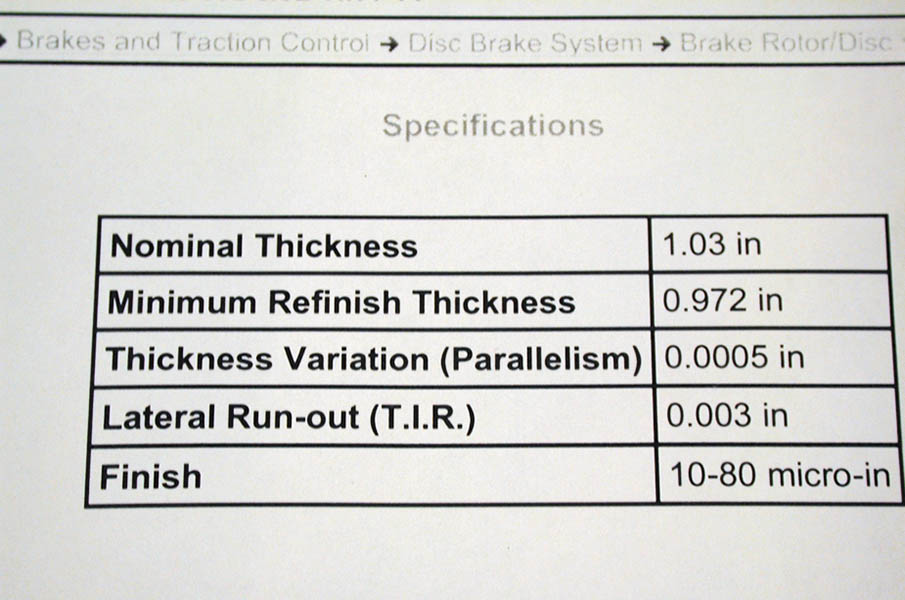 ➔ Brakes and Traction Control ➔ Disc Brake System ➔ Brake Rotor/Disc
Specifications
Nominal Thickness 1.03 in
Minimum Refinish Thickness 0.972 in
Thickness Variation (Parallelism) 0.0005 in
Lateral Run-out (T.I.R.) 0.003 in
Finish 10-80 micro-in